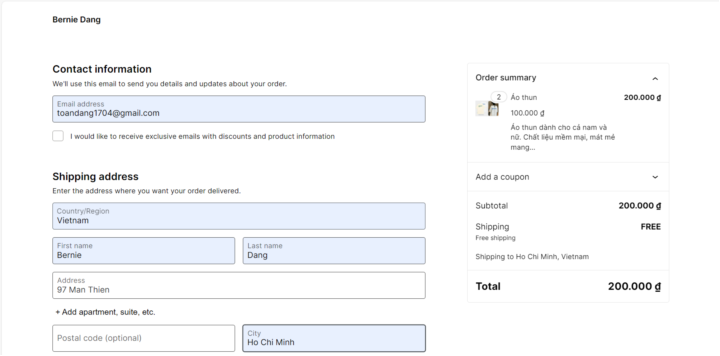 Bernie Dang
Contact information
We'll use this email to send you details and updates about your order.
Email address
toandang1704@gmail.com
I would like to receive exclusive emails with discounts and product information
Shipping address
Enter the address where you want your order delivered.
Country/Region
Vietnam
First name
Bernie
Last name
Dang
Address
97 Man Thien
+ Add apartment, suite, etc.
Postal code (optional)
City
Ho Chi Minh
Order summary
2
Áo thun
200.000 ₫
100.000 ₫
Áo thun dành cho cả nam và
nữ. Chất liệu mềm mại, mát mẻ
mang...
Add a coupon
Subtotal
200.000 ₫
Shipping
FREE
Free shipping
Shipping to Ho Chi Minh, Vietnam
Total
200.000 ₫